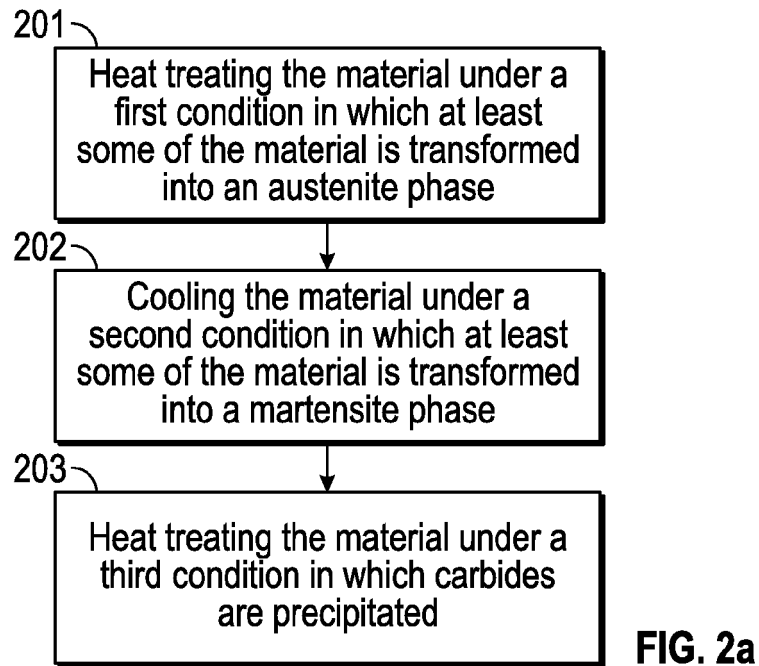 201
Heat treating the material under a
first condition in which at least
some of the material is transformed
into an austenite phase
202
Cooling the material under a
second condition in which at least
some of the material is transformed
into a martensite phase
203
Heat treating the material under a
third condition in which carbides
are precipitated
FIG. 2a